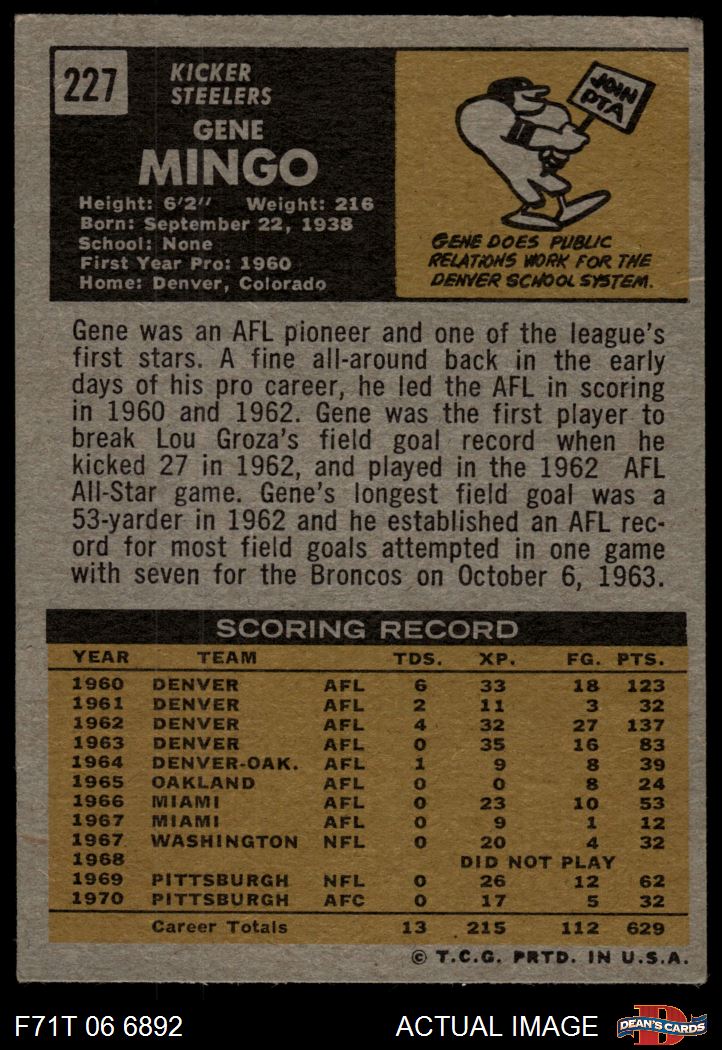 227
KICKER
STEELERS
GENE
MINGO
Height: 6'2" Weight: 216
Born: September 22, 1938
School: None
First Year Pro: 1960
Home: Denver, Colorado
JOIN
PTA
GENE DOES PUBLIC
RELATIONS WORK FOR THE
DENVER SCHOOL SYSTEM.
Gene was an AFL pioneer and one of the league's
first stars. A fine all-around back in the early
days of his pro career, he led the AFL in scoring
in 1960 and 1962. Gene was the first player to
break Lou Groza's field goal record when he
kicked 27 in 1962, and played in the 1962 AFL
All-Star game. Gene's longest field goal was a
53-yarder in 1962 and he established an AFL rec-
ord for most field goals attempted in one game
with seven for the Broncos on October 6, 1963.
SCORING RECORD
YEAR TEAM TDS. XP. FG. PTS.
1960 DENVER AFL 6 33 18 123
1961 DENVER AFL 2 11 3 32
1962 DENVER AFL 4 32 27 137
1963 DENVER AFL 0 35 16 83
1964 DENVER-OAK. AFL 1 9 8 39
1965 OAKLAND AFL 0 0 8 24
1966 MIAMI AFL 0 23 10 53
1967 MIAMI AFL 0 9 1 12
1967 WASHINGTON NFL 0 20 4 32
1968 DID NOT PLAY
1969 PITTSBURGH NFL 0 26 12 62
1970 PITTSBURGH AFC 0 17 5 32
Career Totals 13 215 112 629
© T.C.G. PRTD. IN U.S.A.
F71T 06 6892 ACTUAL IMAGE D DEAN'S CARDS